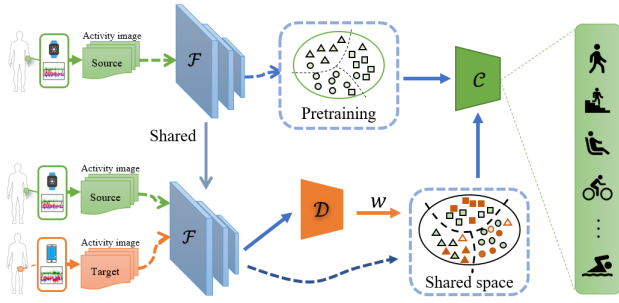 Activity image
Source
ℱ
Pretraining
𝒞
Shared
Activity image
Source
ℱ
𝒟
w
Activity image
Target
Shared space